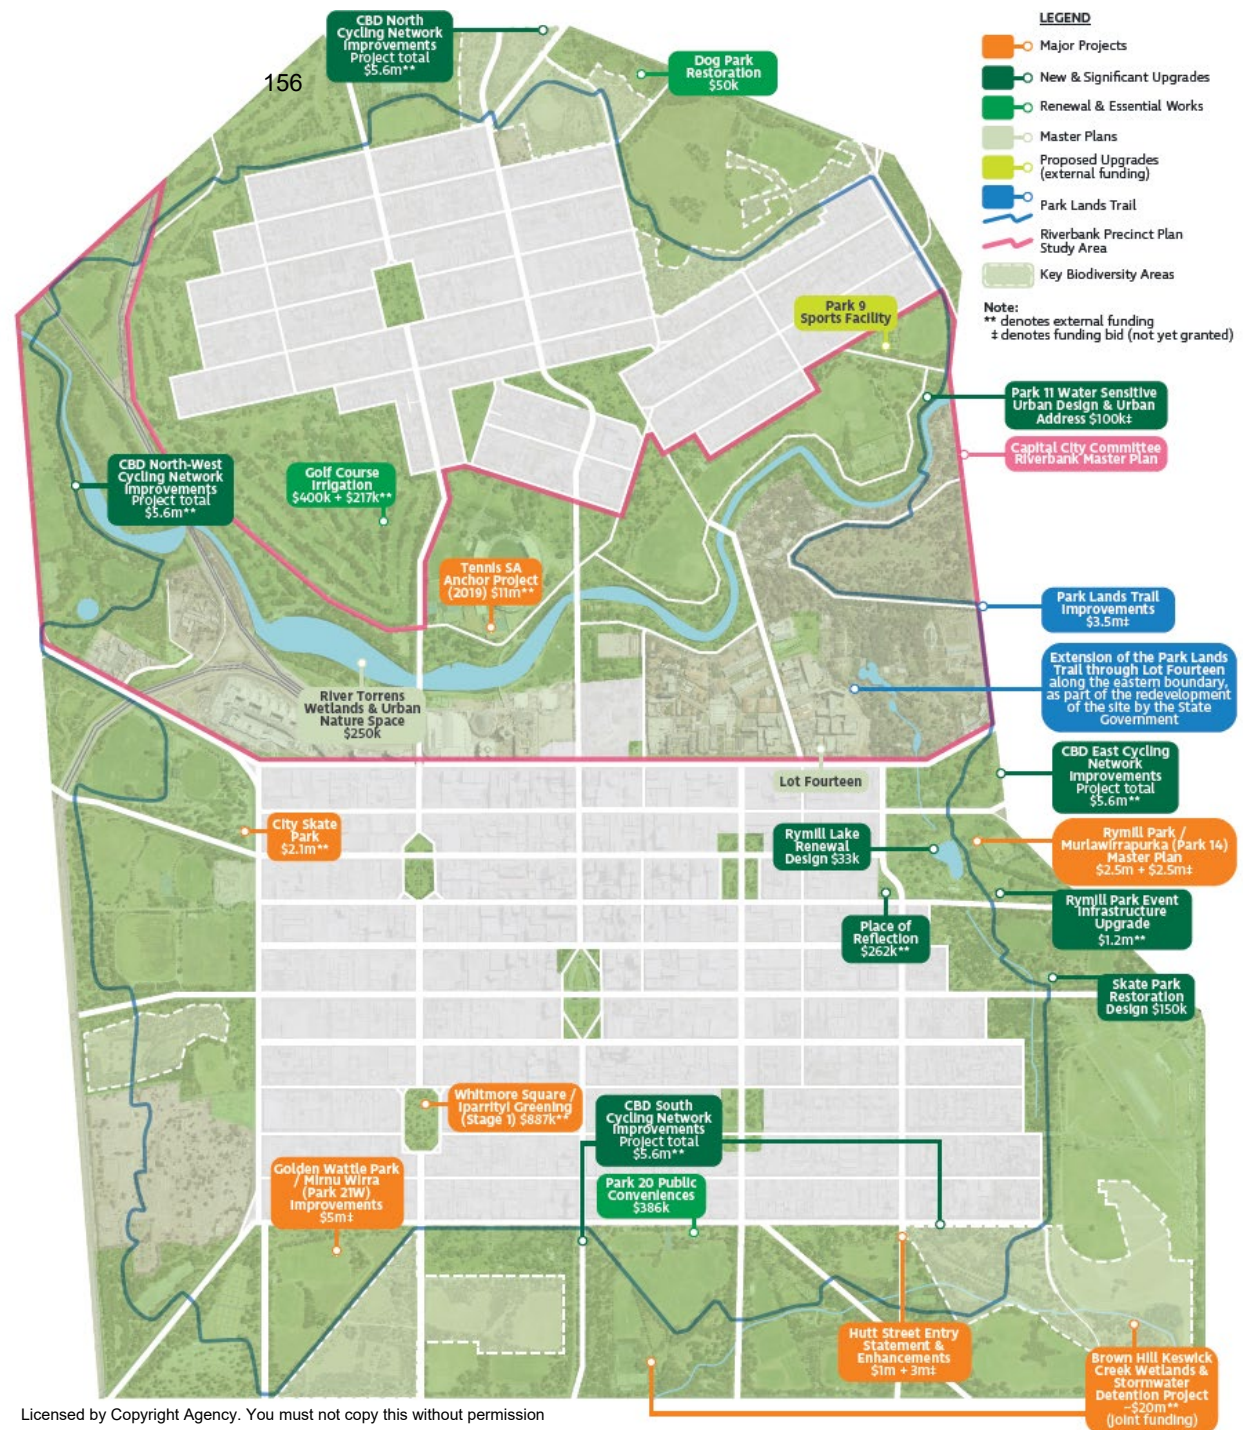 CBD North
Cycling Network
Improvements
Project total
$5.6m**
156
Dog Park
Restoration
$50k
LEGEND
Major Projects
New & Significant Upgrades
Renewal & Essential Works
Master Plans
Proposed Upgrades
(external funding)
Park Lands Trail
Riverbank Precinct Plan
Study Area
Key Biodiversity Areas
Note:
** denotes external funding
‡ denotes funding bid (not yet granted)
Park 9
Sports Facility
Park 11 Water Sensitive
Urban Design & Urban
Address $100k‡
Capital City Committee
Riverbank Master Plan
CBD North-West
Cycling Network
Improvements
Project total
$5.6m**
Golf Course
Irrigation
$400k + $217k**
Tennis SA
Anchor Project
(2019) $11m**
Park Lands Trail
Improvements
$3.5m‡
Extension of the Park Lands
Trail through Lot Fourteen
along the eastern boundary,
as part of the redevelopment
of the site by the State
Government
River Torrens
Wetlands & Urban
Nature Space
$250k
Lot Fourteen
CBD East Cycling
Network
Improvements
Project total
$5.6m**
City Skate
Park
$2.1m**
Rymill Lake
Renewal
Design $33k
Rymill Park /
Murlawirrapurka (Park 14)
Master Plan
$2.5m + $2.5m‡
Place of
Reflection
$262k**
Rymill Park Event
Infrastructure
Upgrade
$1.2m**
Skate Park
Restoration
Design $150k
Whitmore Square /
Iparrityi Greening
(Stage 1) $887k**
CBD South
Cycling Network
Improvements
Project total
$5.6m**
Golden Wattle Park
/ Mirnu Wirra
(Park 21W)
Improvements
$5m‡
Park 20 Public
Conveniences
$386k
Hutt Street Entry
Statement &
Enhancements
$1m + 3m‡
Brown Hill Keswick
Creek Wetlands &
Stormwater
Detention Project
~$20m**
(joint funding)
Licensed by Copyright Agency. You must not copy this without permission